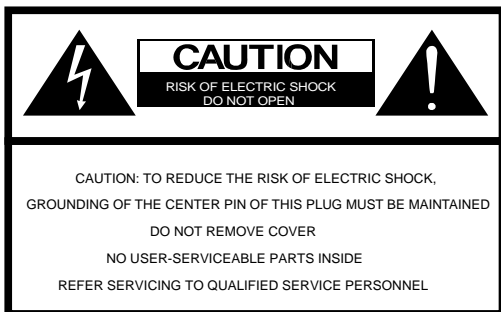 CAUTION
RISK OF ELECTRIC SHOCK
DO NOT OPEN
CAUTION: TO REDUCE THE RISK OF ELECTRIC SHOCK,
GROUNDING OF THE CENTER PIN OF THIS PLUG MUST BE MAINTAINED
DO NOT REMOVE COVER
NO USER-SERVICEABLE PARTS INSIDE
REFER SERVICING TO QUALIFIED SERVICE PERSONNEL